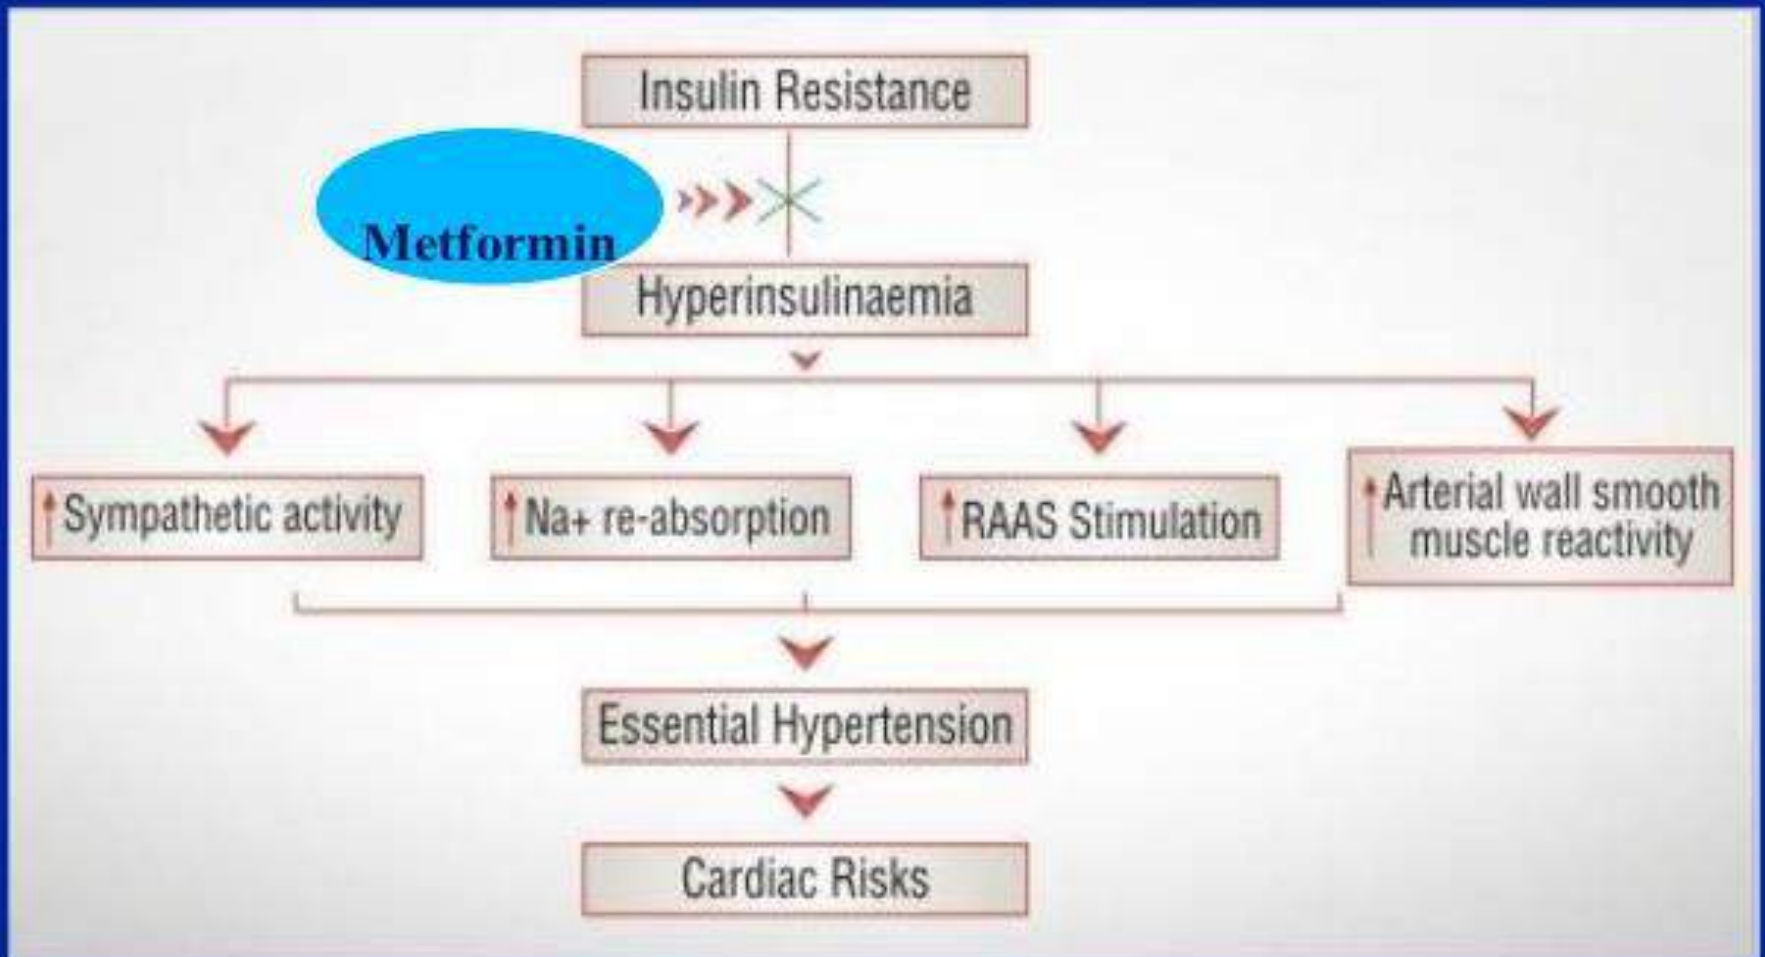 Insulin Resistance
Metformin
Hyperinsulinaemia
↑ Sympathetic activity
↑ Na+ re-absorption
↑ RAAS Stimulation
↑ Arterial wall smooth
muscle reactivity
Essential Hypertension
Cardiac Risks